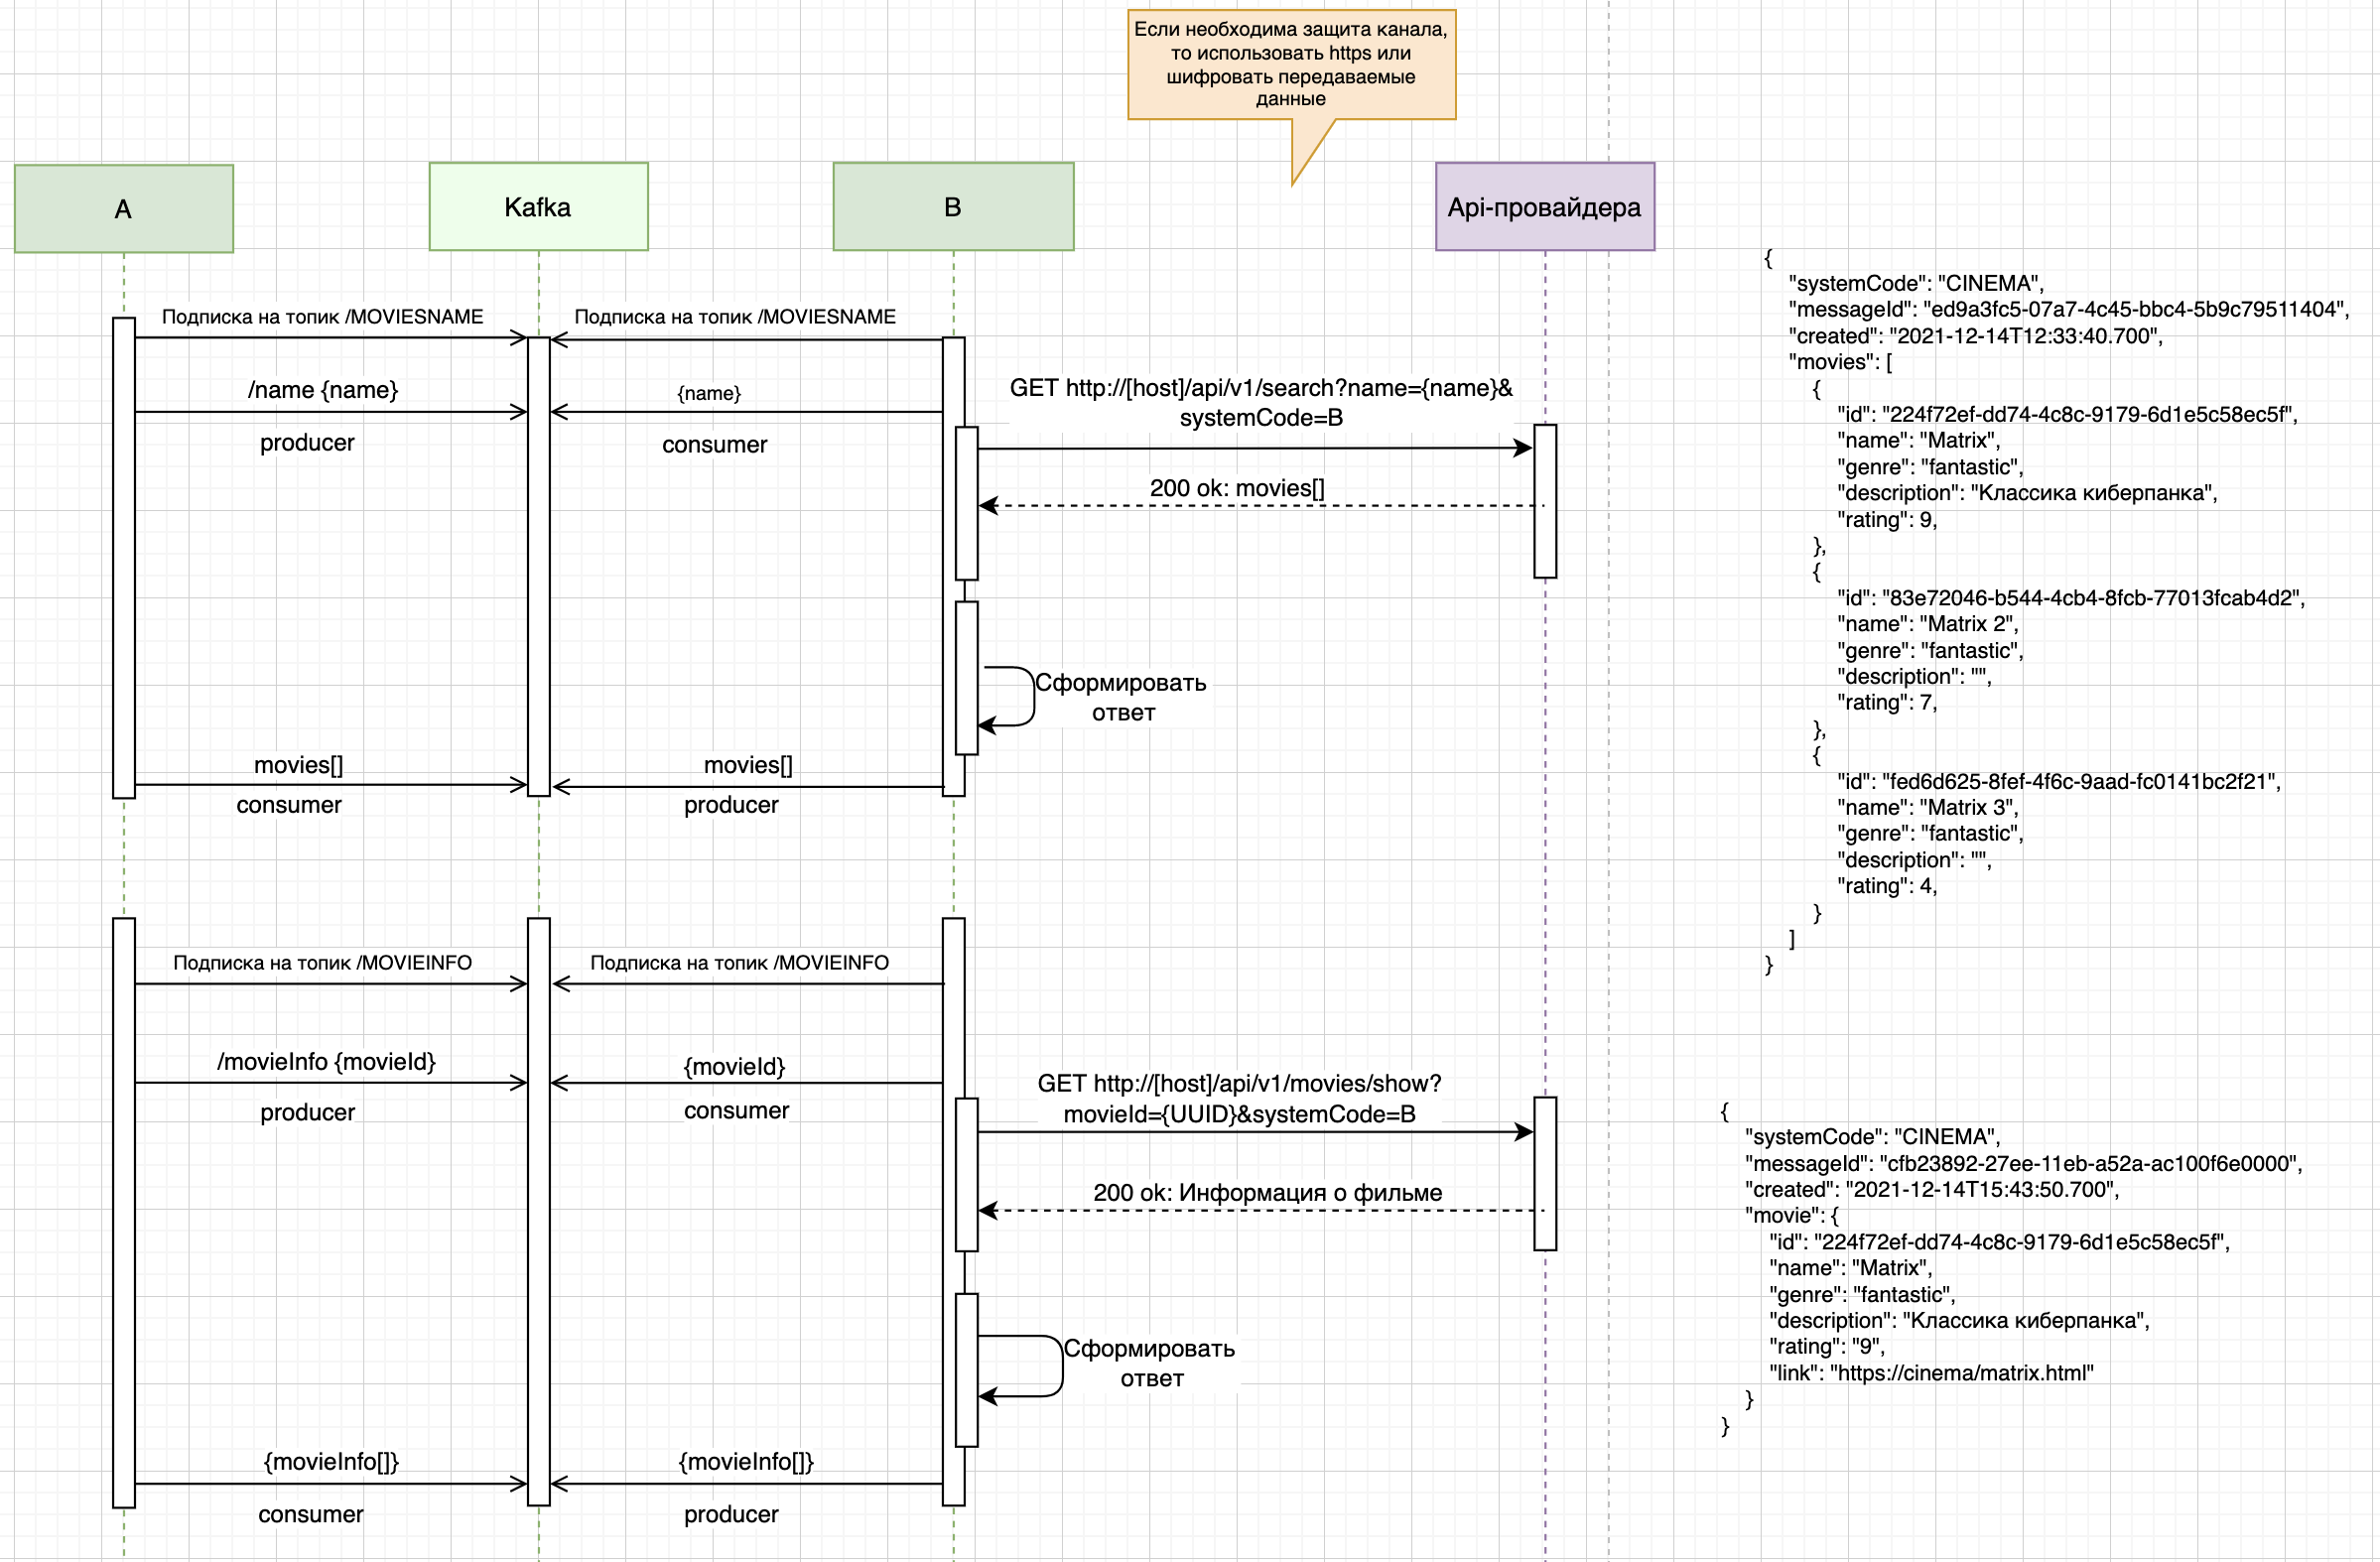 Если необходима защита канала,
то использовать https или
шифровать передаваемые
данные
A
Kafka
B
Api-провайдера
Подписка на топик /MOVIESNAME
Подписка на топик /MOVIESNAME
/name {name}
{name}
producer
consumer
GET http://[host]/api/v1/search?name={name}&
systemCode=B
200 ok: movies[]
Сформировать
ответ
movies[]
movies[]
consumer
producer
Подписка на топик /MOVIEINFO
Подписка на топик /MOVIEINFO
/movieInfo {movieId}
{movieId}
producer
consumer
GET http://[host]/api/v1/movies/show?
movieId={UUID}&systemCode=B
200 ok: Информация о фильме
Сформировать
ответ
{movieInfo[]}
{movieInfo[]}
consumer
producer
{
"systemCode": "CINEMA",
"messageId": "ed9a3fc5-07a7-4c45-bbc4-5b9c79511404",
"created": "2021-12-14T12:33:40.700",
"movies": [
{
"id": "224f72ef-dd74-4c8c-9179-6d1e5c58ec5f",
"name": "Matrix",
"genre": "fantastic",
"description": "Классика киберпанка",
"rating": 9,
},
{
"id": "83e72046-b544-4cb4-8fcb-77013fcab4d2",
"name": "Matrix 2",
"genre": "fantastic",
"description": "",
"rating": 7,
},
{
"id": "fed6d625-8fef-4f6c-9aad-fc0141bc2f21",
"name": "Matrix 3",
"genre": "fantastic",
"description": "",
"rating": 4,
}
]
}
{
"systemCode": "CINEMA",
"messageId": "cfb23892-27ee-11eb-a52a-ac100f6e0000",
"created": "2021-12-14T15:43:50.700",
"movie": {
"id": "224f72ef-dd74-4c8c-9179-6d1e5c58ec5f",
"name": "Matrix",
"genre": "fantastic",
"description": "Классика киберпанка",
"rating": "9",
"link": "https://cinema/matrix.html"
}
}